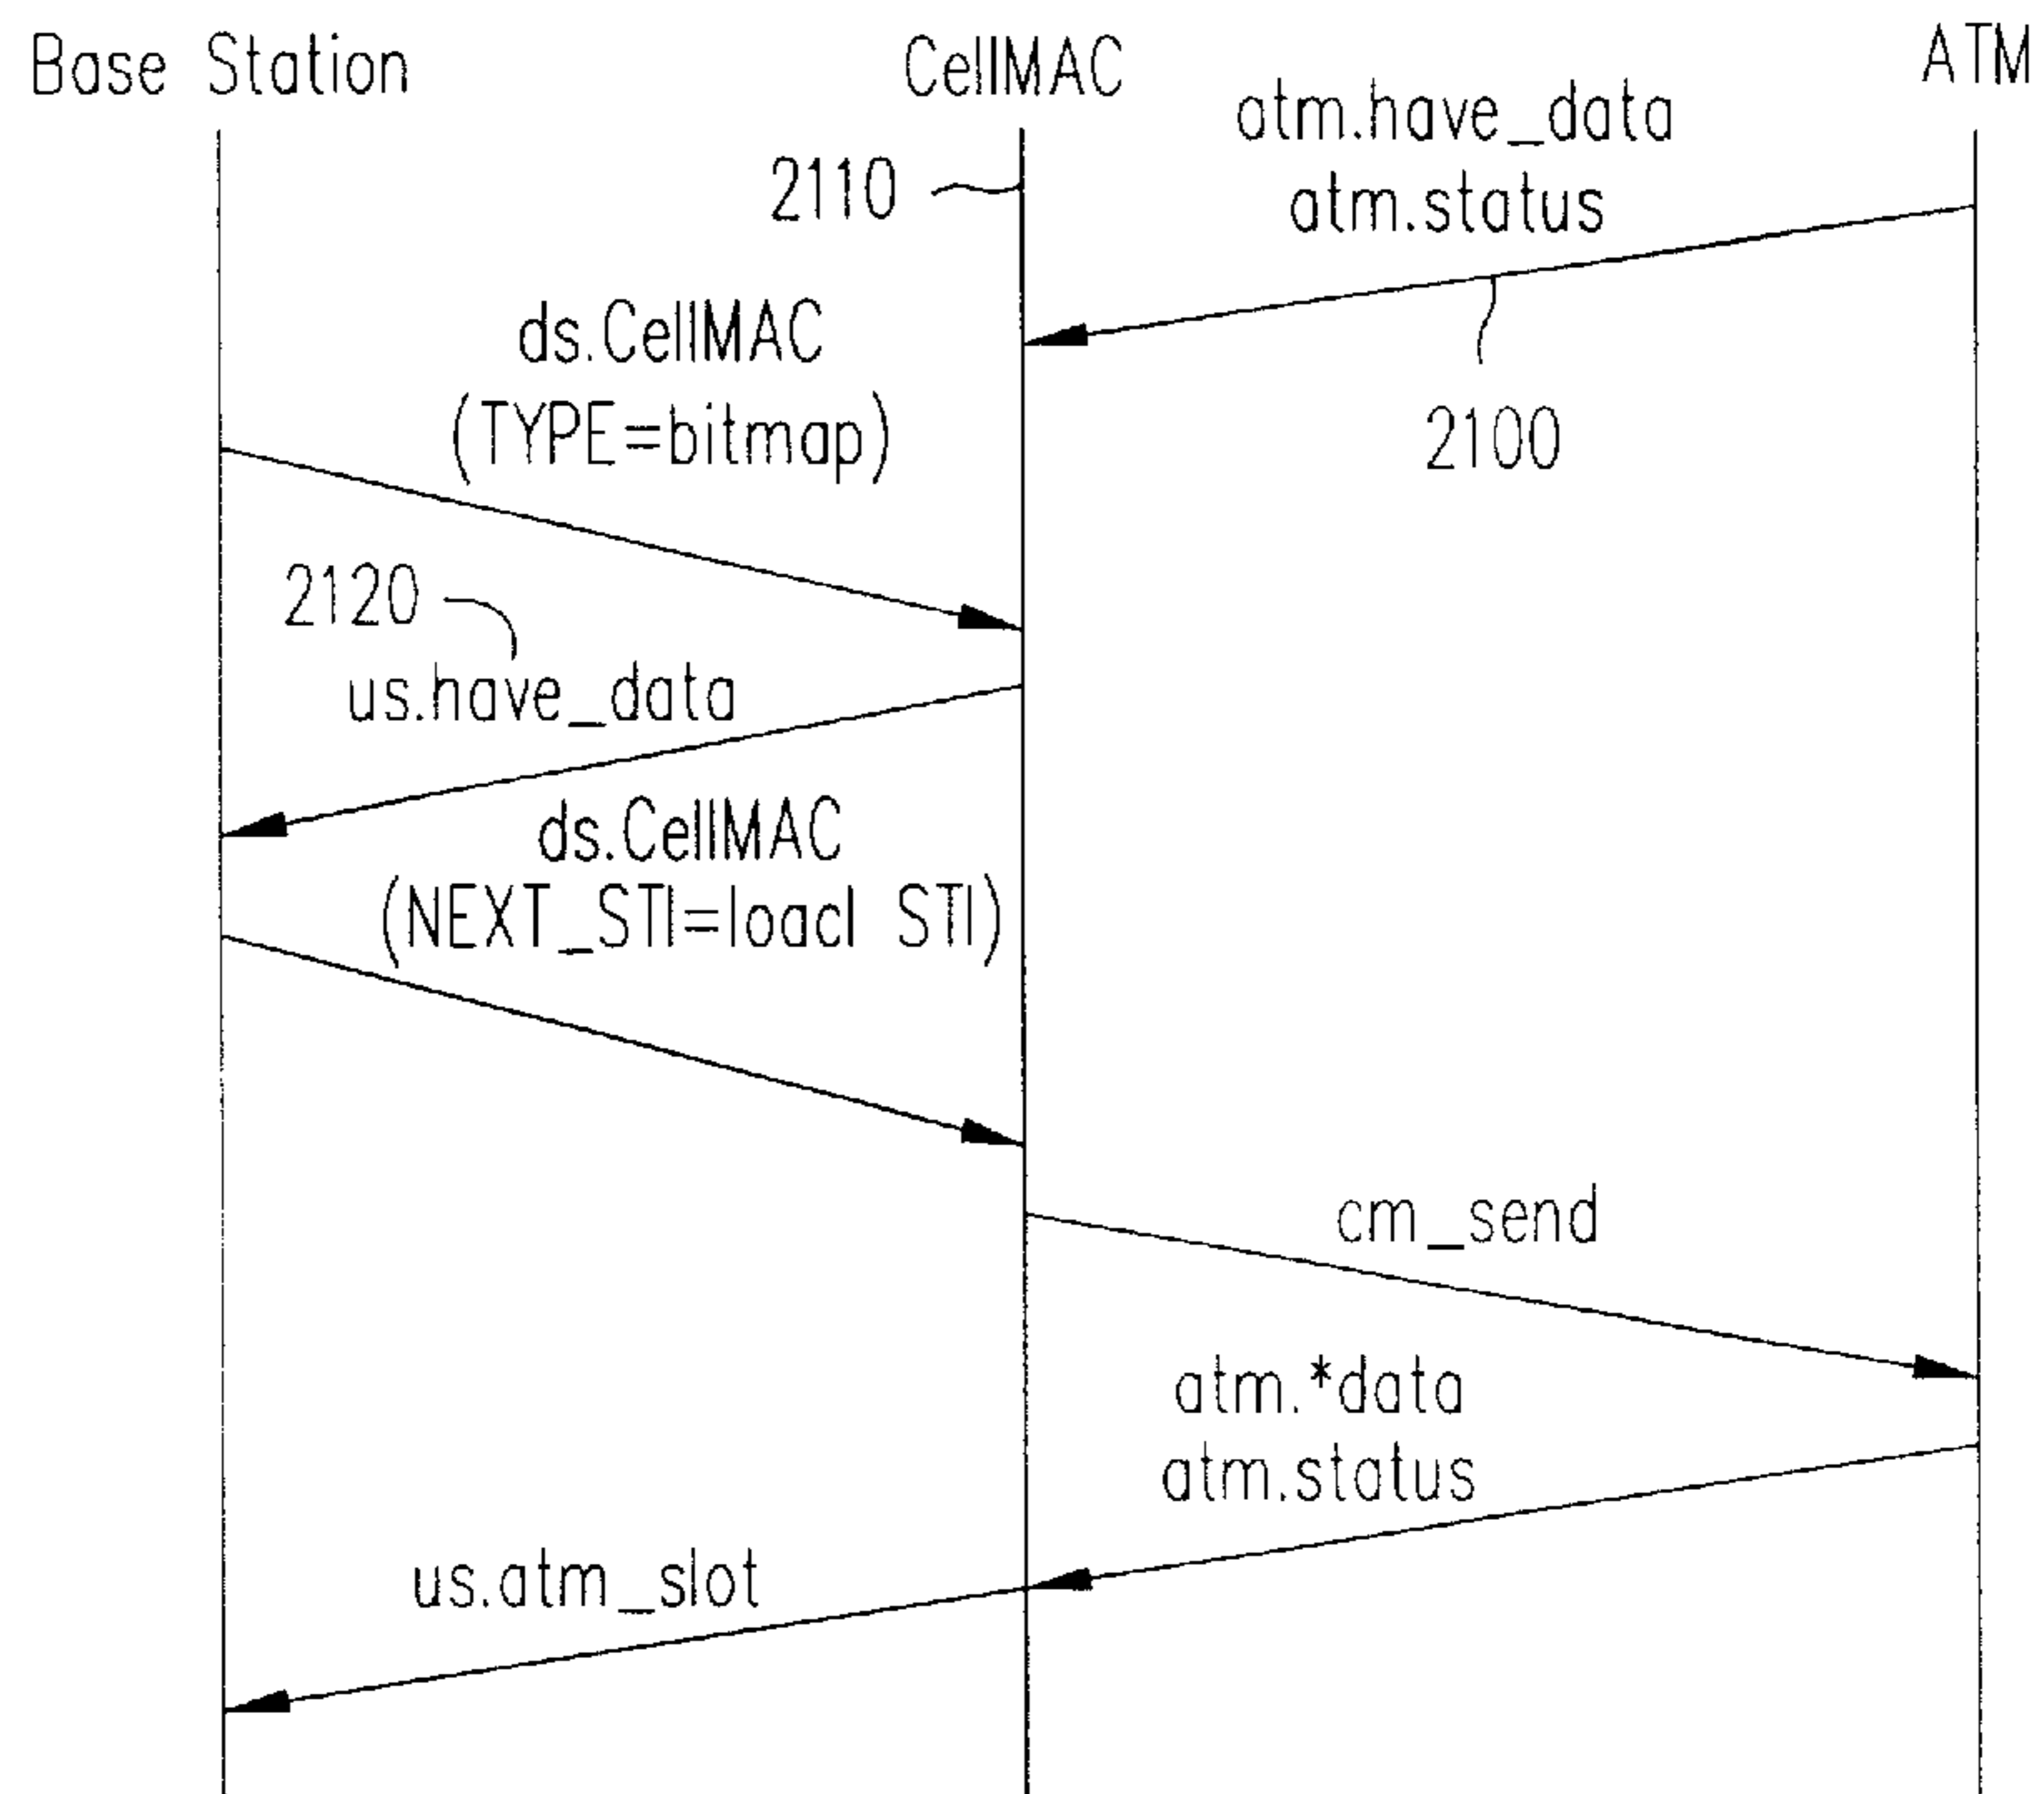 Base Station
CellMAC
ATM
atm.have_data
atm.status
2110
2100
ds.CellMAC
(TYPE=bitmap)
2120
us.have_data
ds.CellMAC
(NEXT_STI=loacl STI)
cm_send
atm.*data
atm.status
us.atm_slot